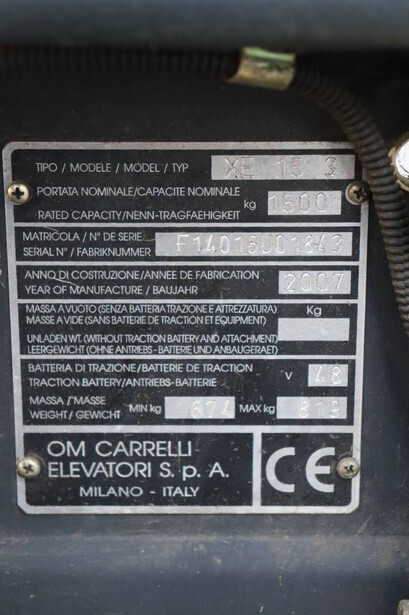 TIPO / MODELE / MODEL / TYP XE 15 3
PORTATA NOMINALE/CAPACITE NOMINALE
RATED CAPACITY/NENN-TRAGFAEHIGKEIT kg 1500
MATRICOLA / N° DE SERIE
SERIAL N° / FABRIKNUMMER
ANNO DI COSTRUZIONE/ANNEE DE FABRICATION
YEAR OF MANUFACTURE / BAUJAHR 2007
MASSA A VUOTO (SENZA BATTERIA TRAZIONE E ATTREZZATURA) Kg
MASSE A VIDE (SANS BATTERIE DE TRACTION ET EQUIPMENT)
UNLADEN WT. (WITHOUT TRACTION BATTERY AND ATTACHMENT)
LEERGEWICHT (OHNE ANTRIEBS - BATTERIE UND ANBAUGERAET)
BATTERIA DI TRAZIONE/BATTERIE DE TRACTION
TRACTION BATTERY/ANTRIEBS-BATTERIE V 48
MASSA / "MASSE
WEIGHT / GEWICHT MIN kg 674 MAX kg 819
OM CARRELLI
ELEVATORI S. p. A.
MILANO - ITALY
CE